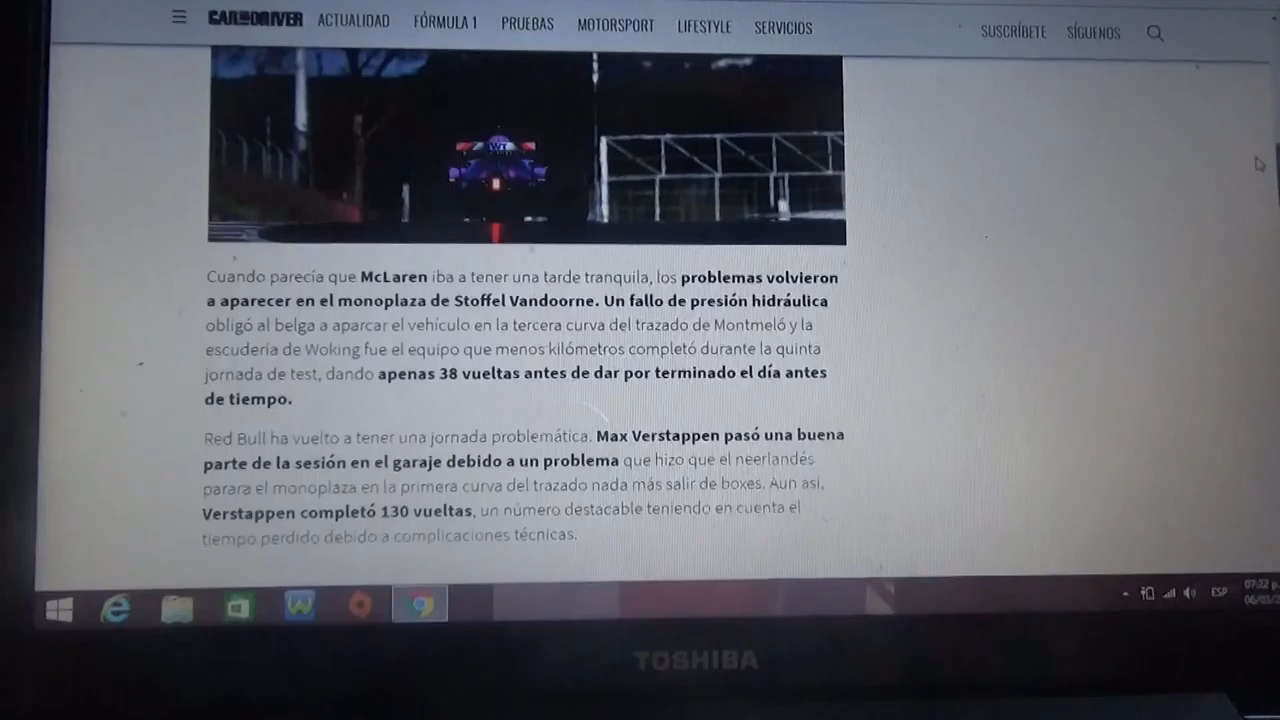 CAR AND DRIVER ACTUALIDAD FÓRMULA 1 PRUEBAS MOTORSPORT LIFESTYLE SERVICIOS SUSCRÍBETE SÍGUENOS
Cuando parecía que McLaren iba a tener una tarde tranquila, los problemas volvieron
a aparecer en el monoplaza de Stoffel Vandoorne. Un fallo de presión hidráulica
obligó al belga a aparcar el vehículo en la tercera curva del trazado de Montmeló y la
escudería de Woking fue el equipo que menos kilómetros completó durante la quinta
jornada de test, dando apenas 38 vueltas antes de dar por terminado el día antes
de tiempo.
Red Bull ha vuelto a tener una jornada problemática. Max Verstappen pasó una buena
parte de la sesión en el garaje debido a un problema que hizo que el neerlandés
parara el monoplaza en la primera curva del trazado nada más salir de boxes. Aun así,
Verstappen completó 130 vueltas, un número destacable teniendo en cuenta el
tiempo perdido debido a complicaciones técnicas.
ESP
07:22 p.
06/03/2
TOSHIBA